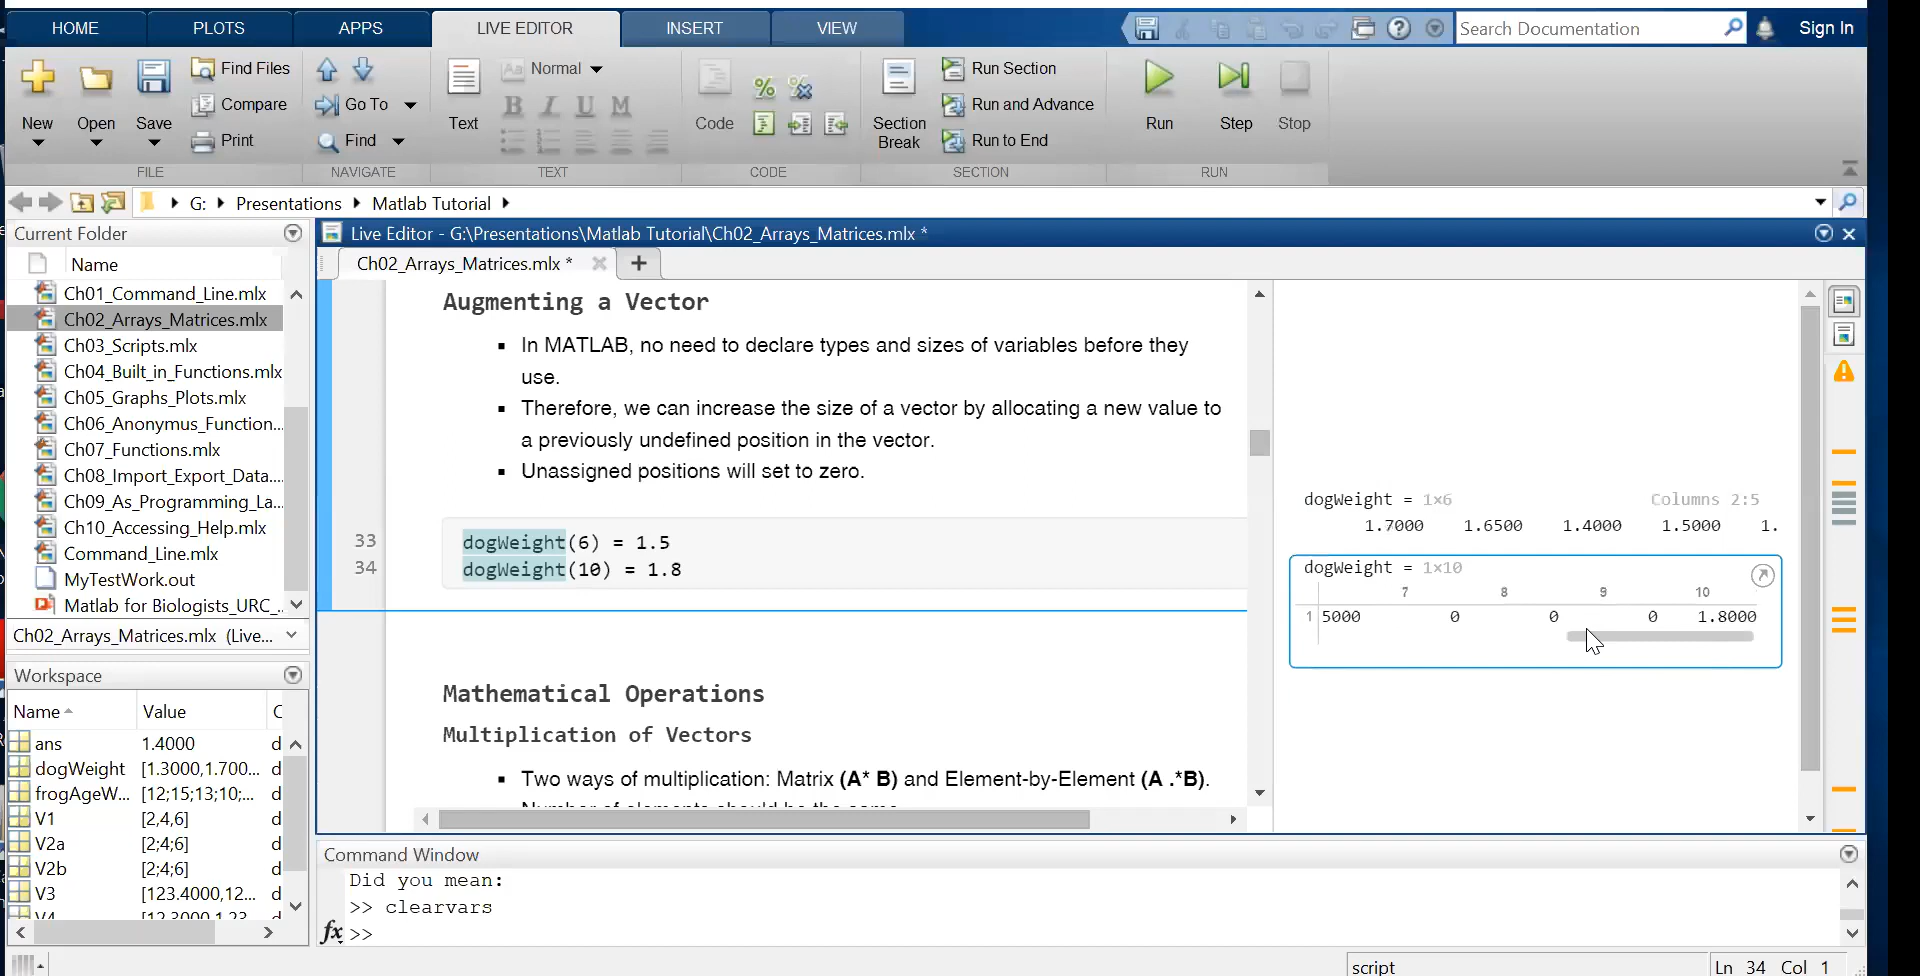 HOME PLOTS APPS LIVE EDITOR INSERT VIEW Search Documentation Sign In
New Open Save Find Files Compare Print
FILE
Go To Find
NAVIGATE
Text Normal B I U M
TEXT
Code
CODE
Section Break Run Section Run and Advance Run to End
SECTION
Run Step Stop
RUN
G: Presentations Matlab Tutorial
Current Folder
Name
Ch01_Command_Line.mlx
Ch02_Arrays_Matrices.mlx
Ch03_Scripts.mlx
Ch04_Built_in_Functions.mlx
Ch05_Graphs_Plots.mlx
Ch06_Anonymus_Function...
Ch07_Functions.mlx
Ch08_Import_Export_Data....
Ch09_As_Programming_La...
Ch10_Accessing_Help.mlx
Command_Line.mlx
MyTestWork.out
Matlab for Biologists_URC_...
Ch02_Arrays_Matrices.mlx (Live...
Workspace
Name Value C
ans 1.4000 d
dogWeight [1.3000,1.700... d
frogAgeW... [12;15;13;10;... d
V1 [2,4,6] d
V2a [2;4;6] d
V2b [2;4;6] d
V3 [123.4000,12... d
Live Editor - G:\Presentations\Matlab Tutorial\Ch02_Arrays_Matrices.mlx *
Ch02_Arrays_Matrices.mlx *
Augmenting a Vector
▪ In MATLAB, no need to declare types and sizes of variables before they
use.
▪ Therefore, we can increase the size of a vector by allocating a new value to
a previously undefined position in the vector.
▪ Unassigned positions will set to zero.
33 dogWeight(6) = 1.5
34 dogWeight(10) = 1.8
Mathematical Operations
Multiplication of Vectors
▪ Two ways of multiplication: Matrix (A* B) and Element-by-Element (A .*B).
dogWeight = 1×6 Columns 2:5
1.7000 1.6500 1.4000 1.5000 1.
dogWeight = 1×10
7 8 9 10
1 5000 0 0 0 1.8000
Command Window
Did you mean:
>> clearvars
fx >>
script Ln 34 Col 1